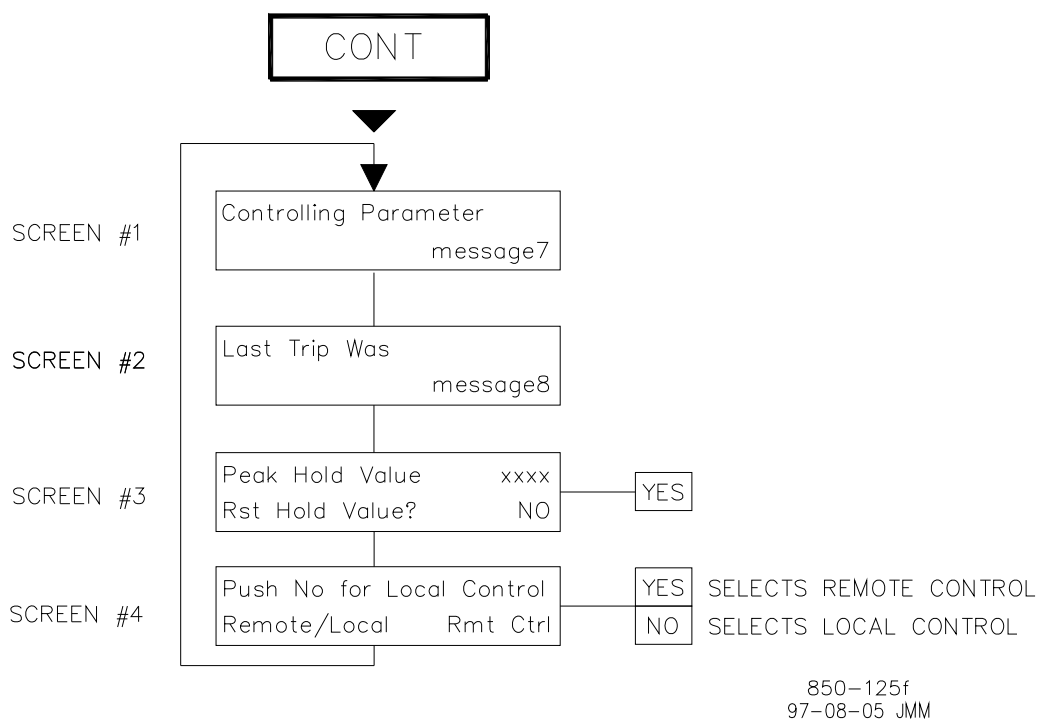 CONT
SCREEN #1
Controlling Parameter
message7
SCREEN #2
Last Trip Was
message8
SCREEN #3
Peak Hold Value xxxx
Rst Hold Value? NO
YES
SCREEN #4
Push No for Local Control
Remote/Local Rmt Ctrl
YES SELECTS REMOTE CONTROL
NO SELECTS LOCAL CONTROL
850-125f
97-08-05 JMM